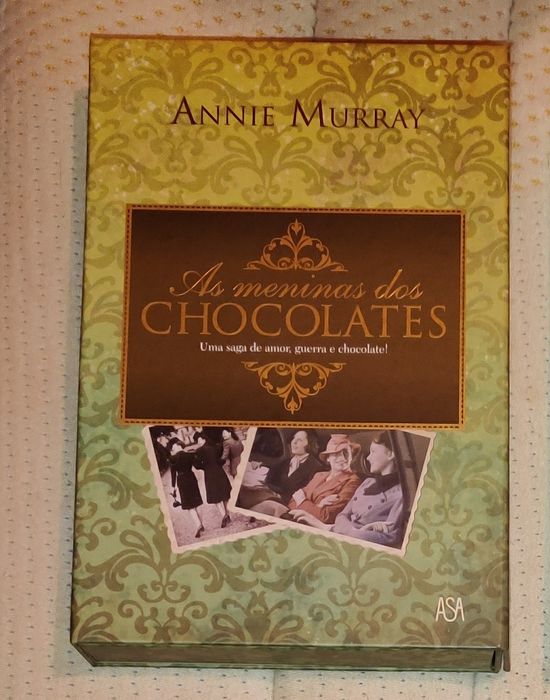 ANNIE MURRAY
As meninas dos
CHOCOLATES
Uma saga de amor, guerra e chocolate!
ASA